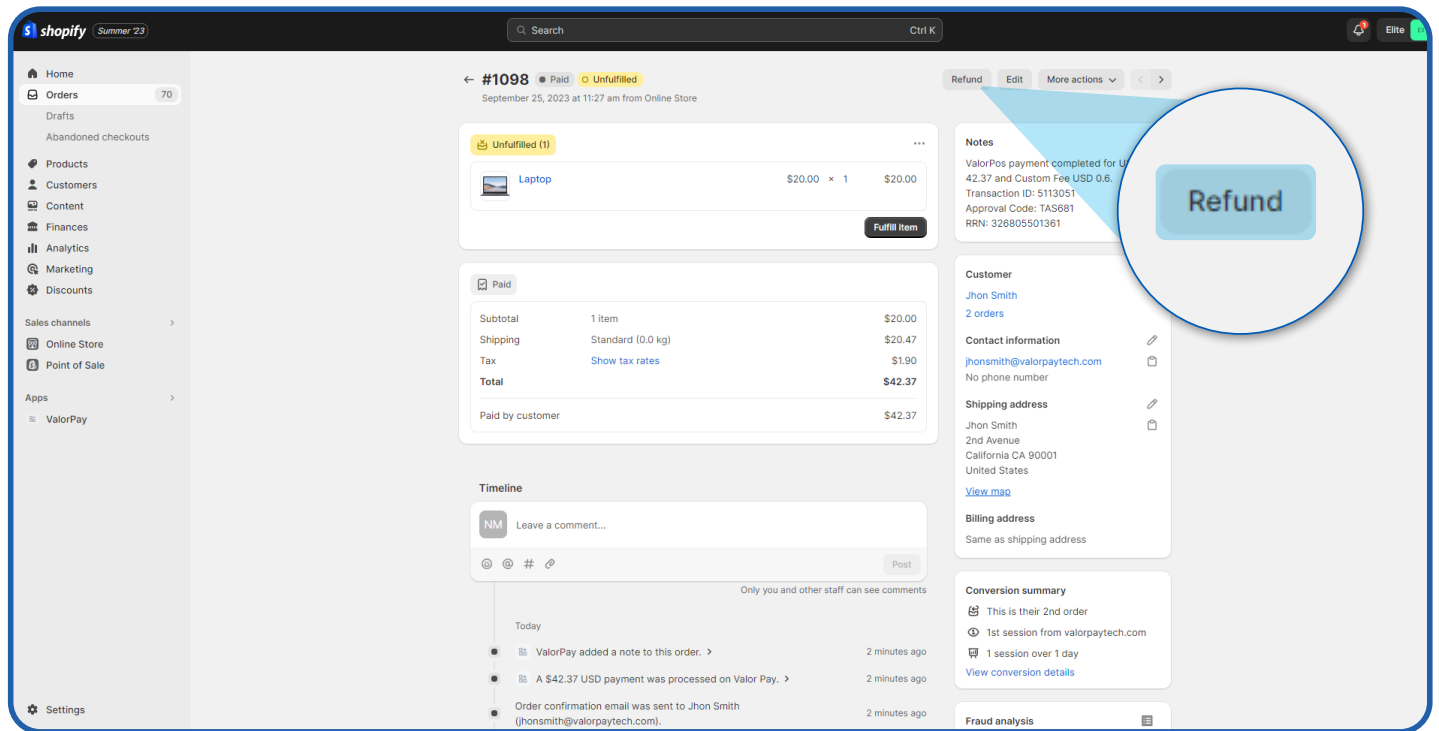 shopify Summer '23
Search Ctrl K
1
Elite
Home
Orders 70
Drafts
Abandoned checkouts
Products
Customers
Content
Finances
Analytics
Marketing
Discounts
Sales channels
Online Store
Point of Sale
Apps
ValorPay
Settings
#1098 Paid Unfulfilled
September 25, 2023 at 11:27 am from Online Store
Refund Edit More actions
Unfulfilled (1)
Laptop $20.00 × 1 $20.00
Fulfill item
Paid
Subtotal 1 item $20.00
Shipping Standard (0.0 kg) $20.47
Tax Show tax rates $1.90
Total $42.37
Paid by customer $42.37
Timeline
NM Leave a comment...
Post
Only you and other staff can see comments
Today
ValorPay added a note to this order. 2 minutes ago
A $42.37 USD payment was processed on Valor Pay. 2 minutes ago
Order confirmation email was sent to Jhon Smith
(jhonsmith@valorpaytech.com). 2 minutes ago
Notes
ValorPos payment completed for
42.37 and Custom Fee USD 0.6.
Transaction ID: 5113051
Approval Code: TAS681
RRN: 326805501361
Refund
Customer
Jhon Smith
2 orders
Contact information
jhonsmith@valorpaytech.com
No phone number
Shipping address
Jhon Smith
2nd Avenue
California CA 90001
United States
View map
Billing address
Same as shipping address
Conversion summary
This is their 2nd order
1st session from valorpaytech.com
1 session over 1 day
View conversion details
Fraud analysis